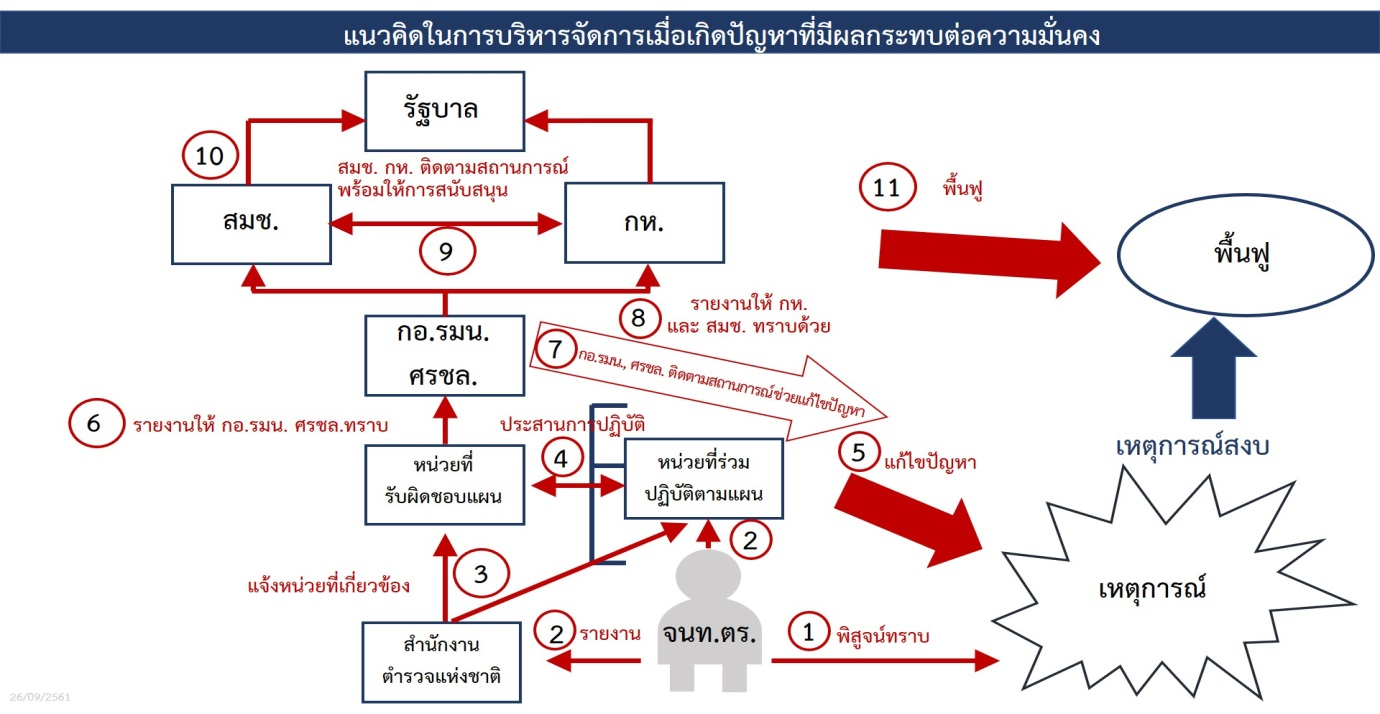 แนวคิดในการบริหารจัดการเมื่อเกิดปัญหาที่มีผลกระทบต่อความมั่นคง
รัฐบาล
10
สมช. กห. ติดตามสถานการณ์
พร้อมให้การสนับสนุน
สมช.
กห.
9
11
พื้นฟู
พื้นฟู
8
รายงานให้ กห.
และ สมช. ทราบด้วย
กอ.รมน.
ศรชล.
7
กอ.รมน., ศรชล. ติดตามสถานการณ์ช่วยแก้ไขปัญหา
6
รายงานให้ กอ.รมน. ศรชล.ทราบ
ประสานการปฏิบัติ
4
หน่วยที่
รับผิดชอบแผน
หน่วยที่ร่วม
ปฏิบัติตามแผน
5
แก้ไขปัญหา
เหตุการณ์สงบ
2
3
แจ้งหน่วยที่เกี่ยวข้อง
เหตุการณ์
สำนักงาน
ตำรวจแห่งชาติ
2
รายงาน
จนท.ตร.
1
พิสูจน์ทราบ
26/09/2561